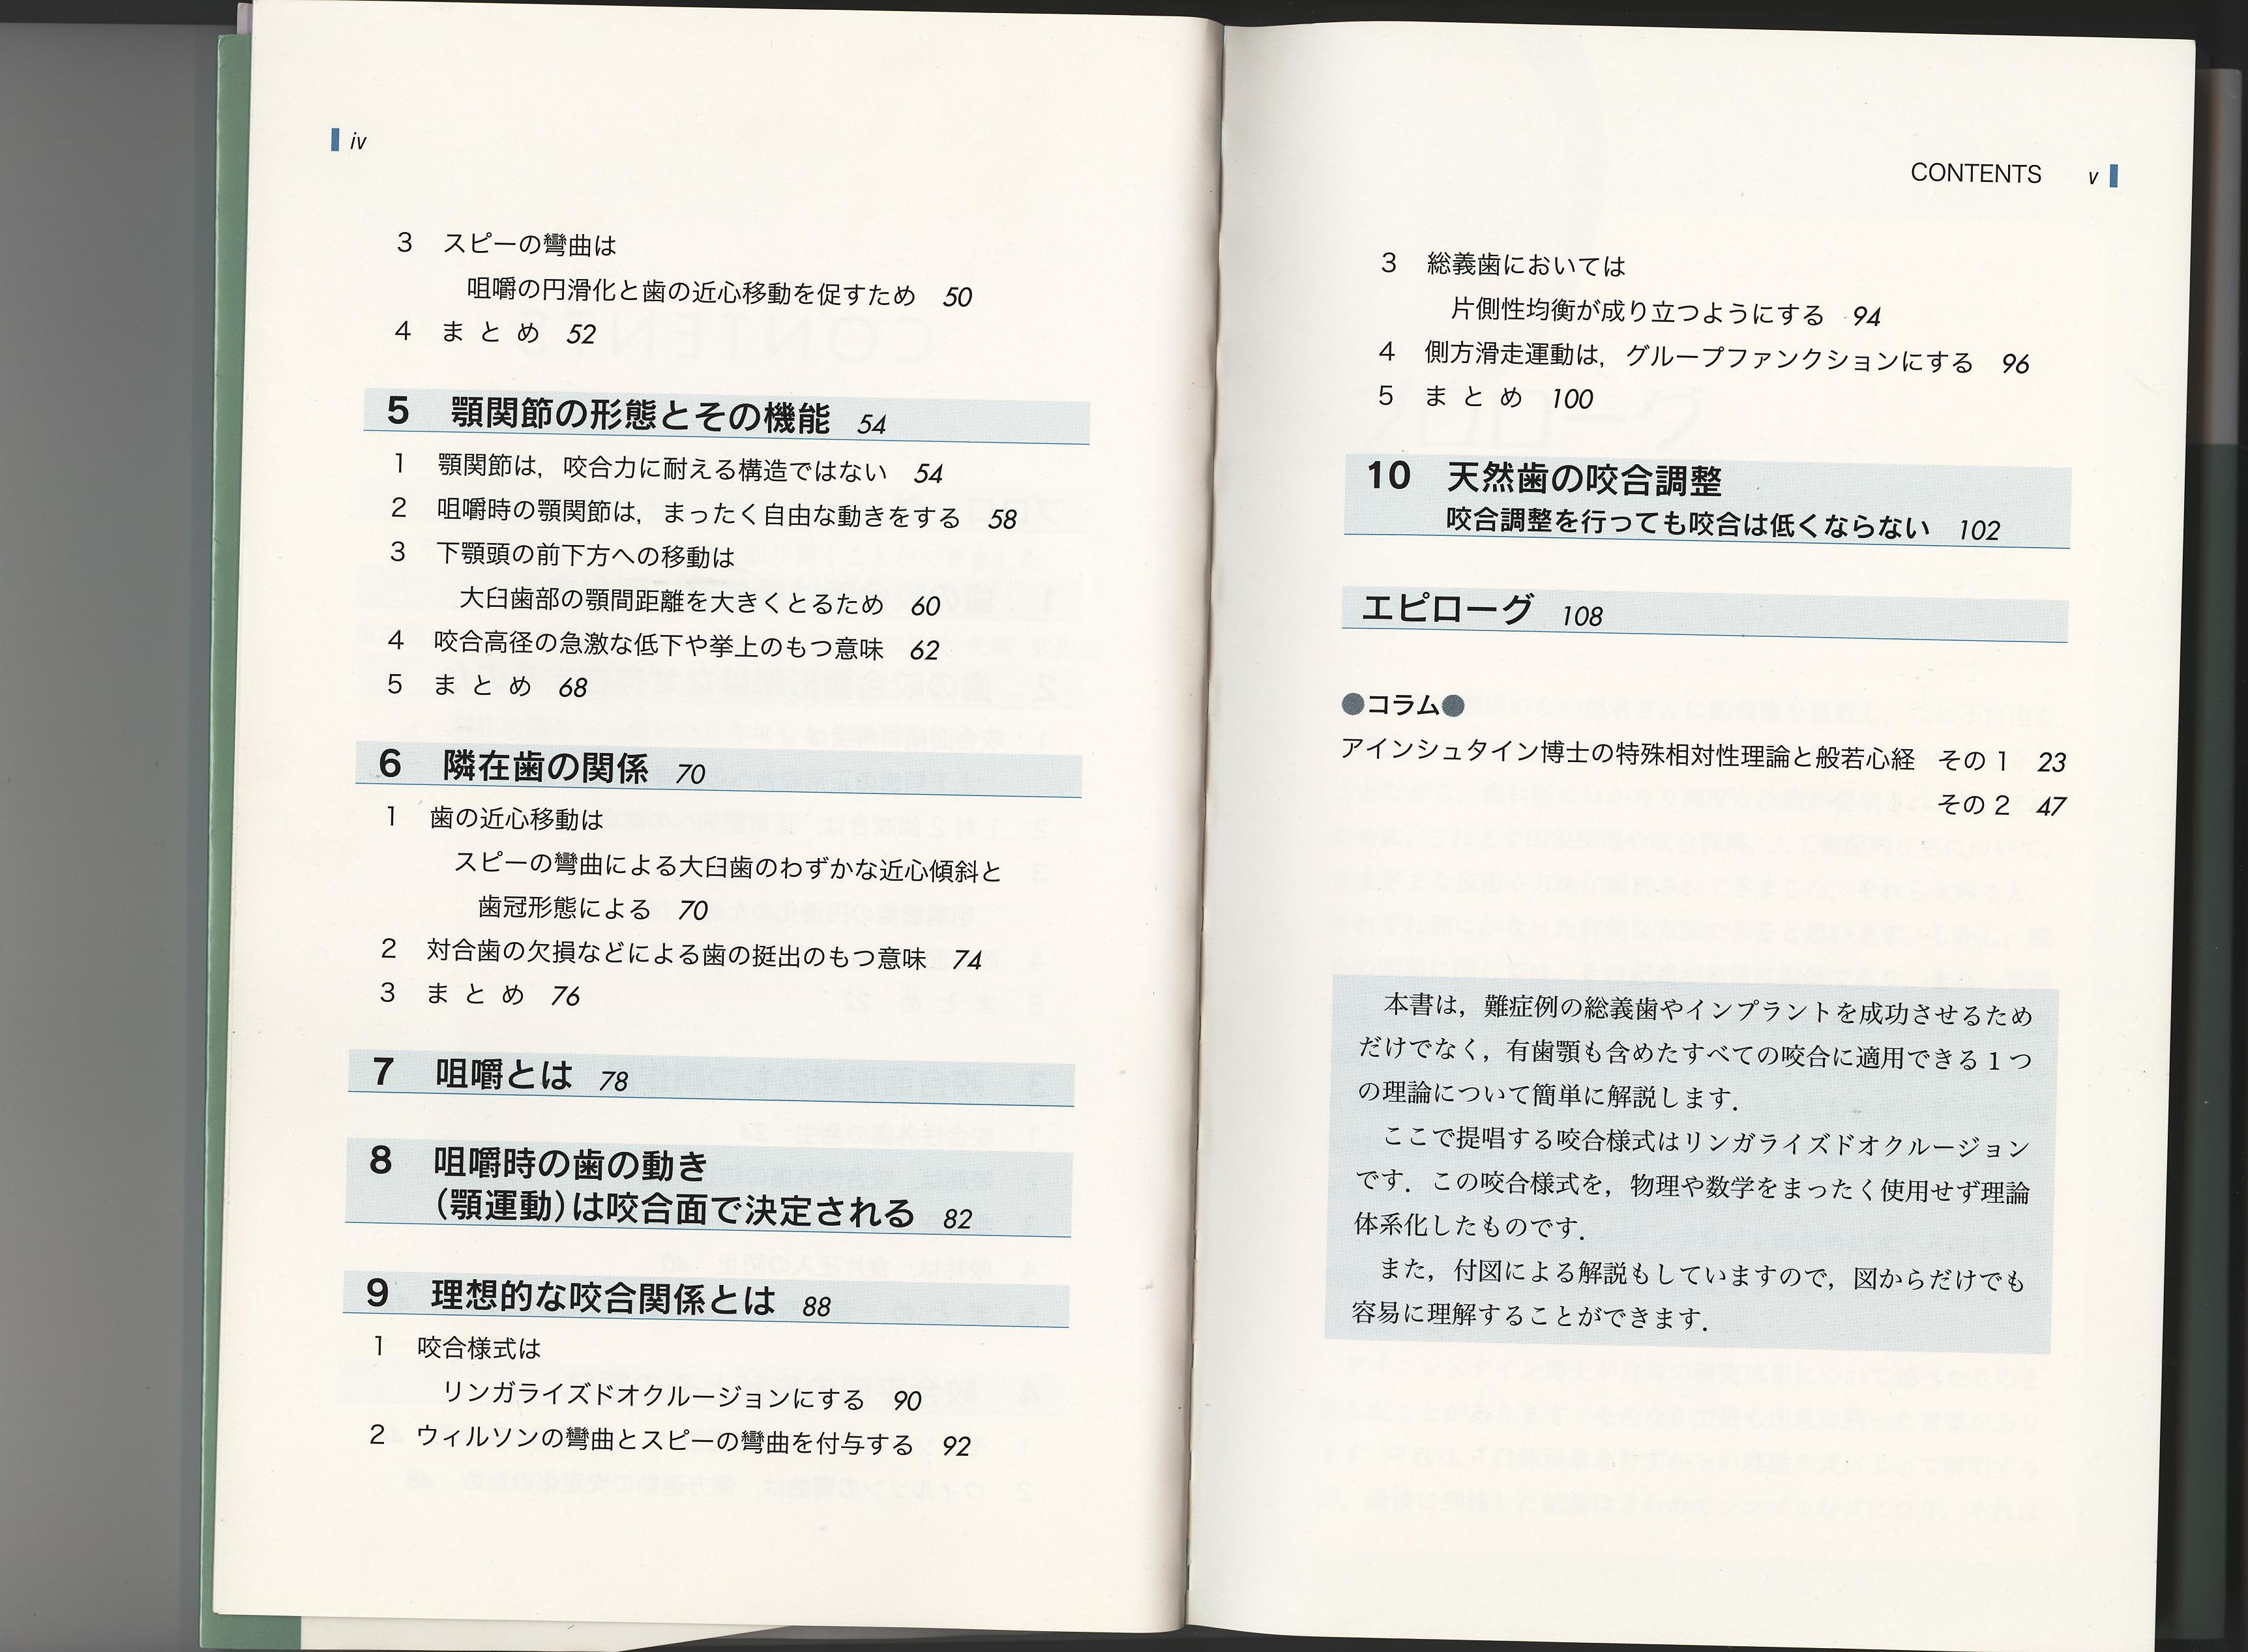 iv
3 スピーの彎曲は
咀嚼の円滑化と歯の近心移動を促すため 50
4 まとめ 52
5 顎関節の形態とその機能 54
1 顎関節は，咬合力に耐える構造ではない 54
2 咀嚼時の顎関節は，まったく自由な動きをする 58
3 下顎頭の前下方への移動は
大臼歯部の顎間距離を大きくとるため 60
4 咬合高径の急激な低下や挙上のもつ意味 62
5 まとめ 68
6 隣在歯の関係 70
1 歯の近心移動は
スピーの彎曲による大臼歯のわずかな近心傾斜と
歯冠形態による 70
2 対合歯の欠損などによる歯の挺出のもつ意味 74
3 まとめ 76
7 咀嚼とは 78
8 咀嚼時の歯の動き
（顎運動）は咬合面で決定される 82
9 理想的な咬合関係とは 88
1 咬合様式は
リンガライズドオクルージョンにする 90
2 ウィルソンの彎曲とスピーの彎曲を付与する 92
CONTENTS v
3 総義歯においては
片側性均衡が成り立つようにする 94
4 側方滑走運動は，グループファンクションにする 96
5 まとめ 100
10 天然歯の咬合調整
咬合調整を行っても咬合は低くならない 102
エピローグ 108
●コラム●
アインシュタイン博士の特殊相対性理論と般若心経 その1 23
その2 47
本書は，難症例の総義歯やインプラントを成功させるため
だけでなく，有歯顎も含めたすべての咬合に適用できる1つ
の理論について簡単に解説します．
ここで提唱する咬合様式はリンガライズドオクルージョン
です．この咬合様式を，物理や数学をまったく使用せず理論
体系化したものです．
また，付図による解説もしていますので，図からだけでも
容易に理解することができます．